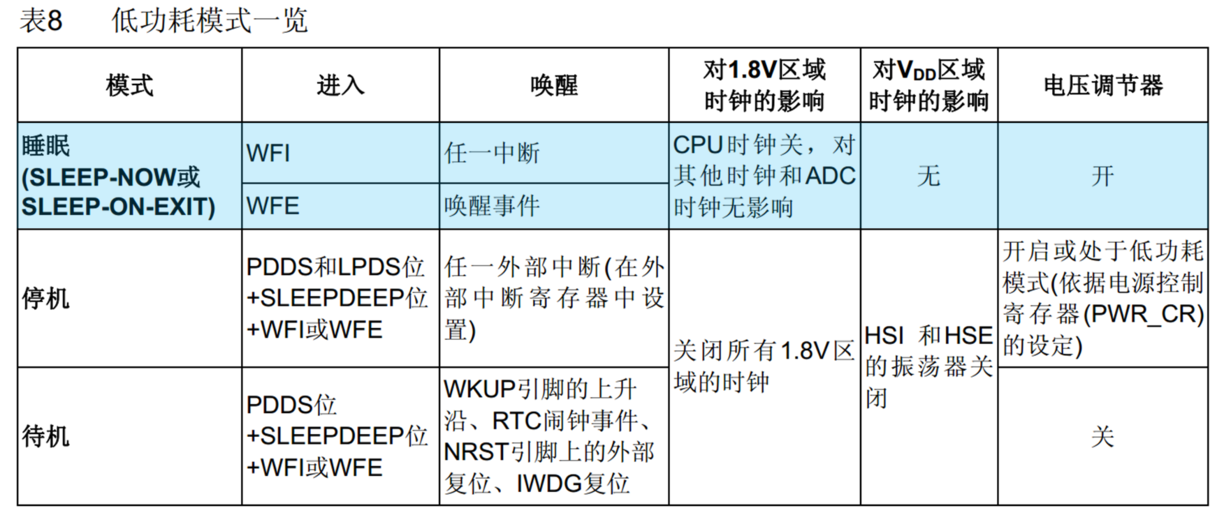 表8 低功耗模式一览
模式
进入
唤醒
对1.8V区域
时钟的影响
对VDD区域
时钟的影响
电压调节器
睡眠
(SLEEP-NOW或
SLEEP-ON-EXIT)
WFI
任一中断
WFE
唤醒事件
CPU时钟关，对
其他时钟和ADC
时钟无影响
无
开
停机
PDDS和LPDS位
+SLEEPDEEP位
+WFI或WFE
任一外部中断(在外
部中断寄存器中设
置)
关闭所有1.8V区
域的时钟
HSI 和HSE
的振荡器关
闭
开启或处于低功耗
模式(依据电源控制
寄存器(PWR_CR)
的设定)
待机
PDDS位
+SLEEPDEEP位
+WFI或WFE
WKUP引脚的上升
沿、RTC闹钟事件、
NRST引脚上的外部
复位、IWDG复位
关